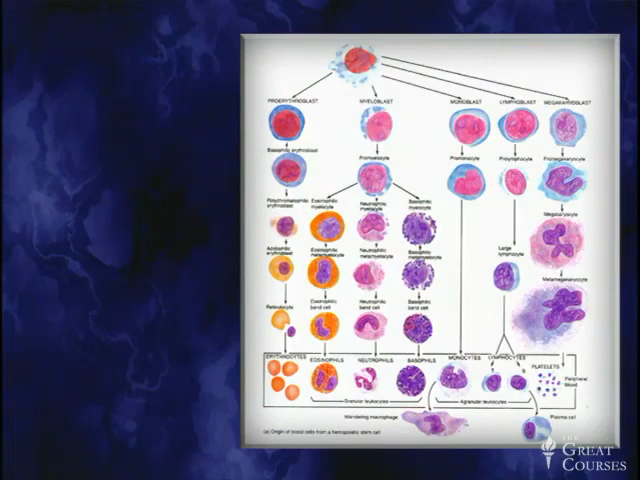 PROERYTHROBLAST MYELOBLAST MONOBLAST LYMPHOBLAST MEGAKARYOBLAST
Basophilic erythroblast Promyelocyte Promonocyte Prolymphocyte Promegakaryocyte
Polychromatophilic erythroblast
Eosinophilic myelocyte
Neutrophilic myelocyte
Basophilic myelocyte
Megakaryocyte
Acidophilic erythroblast
Eosinophilic metamyelocyte
Neutrophilic metamyelocyte
Basophilic metamyelocyte
Large lymphocyte
Metamegakaryocyte
Reticulocyte
Eosinophilic band cell
Neutrophilic band cell
Basophilic band cell
ERYTHROCYTES EOSINOPHILS NEUTROPHILS BASOPHILS MONOCYTES LYMPHOCYTES PLATELETS
Peripheral blood
Granular leukocytes Agranular leukocytes
Wandering macrophage Plasma cell
(a) Origin of blood cells from a hemopoietic stem cell
THE
GREAT
COURSES